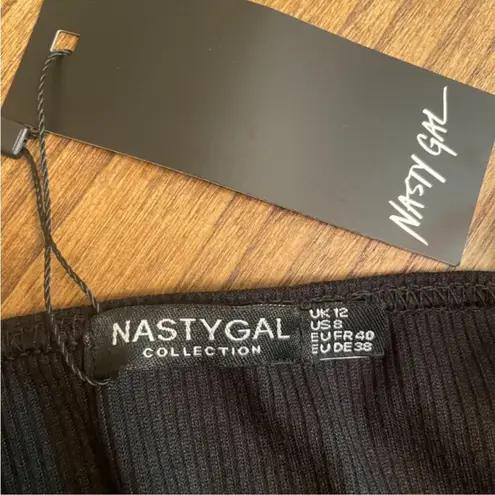 NASTY GAL
NASTYGAL
COLLECTION
UK 12
US 8
EU FR 40
EU DE 38